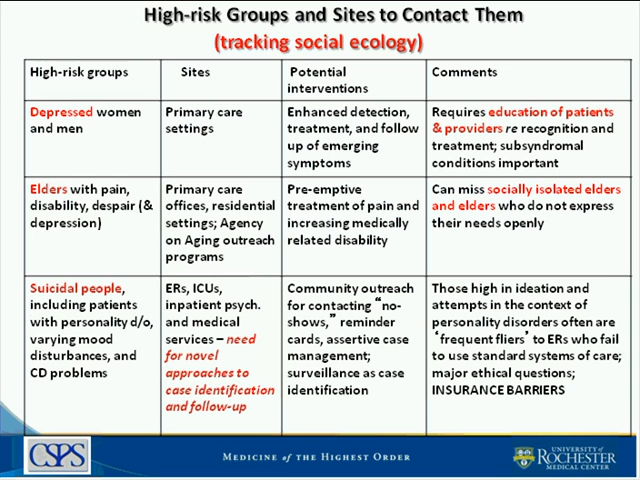 High-risk Groups and Sites to Contact Them
(tracking social ecology)
High-risk groups
Sites
Potential
interventions
Comments
Depressed women
and men
Primary care
settings
Enhanced detection,
treatment, and follow
up of emerging
symptoms
Requires education of patients
& providers re recognition and
treatment; subsyndromal
conditions important
Elders with pain,
disability, despair (&
depression)
Primary care
offices, residential
settings; Agency
on Aging outreach
programs
Pre-emptive
treatment of pain and
increasing medically
related disability
Can miss socially isolated elders
and elders who do not express
their needs openly
Suicidal people,
including patients
with personality d/o,
varying mood
disturbances, and
CD problems
ERs, ICUs,
inpatient psych.
and medical
services – need
for novel
approaches to
case identification
and follow-up
Community outreach
for contacting “no-
shows,” reminder
cards, assertive case
management;
surveillance as case
identification
Those high in ideation and
attempts in the context of
personality disorders often are
‘frequent fliers’ to ERs who fail
to use standard systems of care;
major ethical questions;
INSURANCE BARRIERS
CSPS
MEDICINE of the HIGHEST ORDER
UNIVERSITY of
ROCHESTER
MEDICAL CENTER